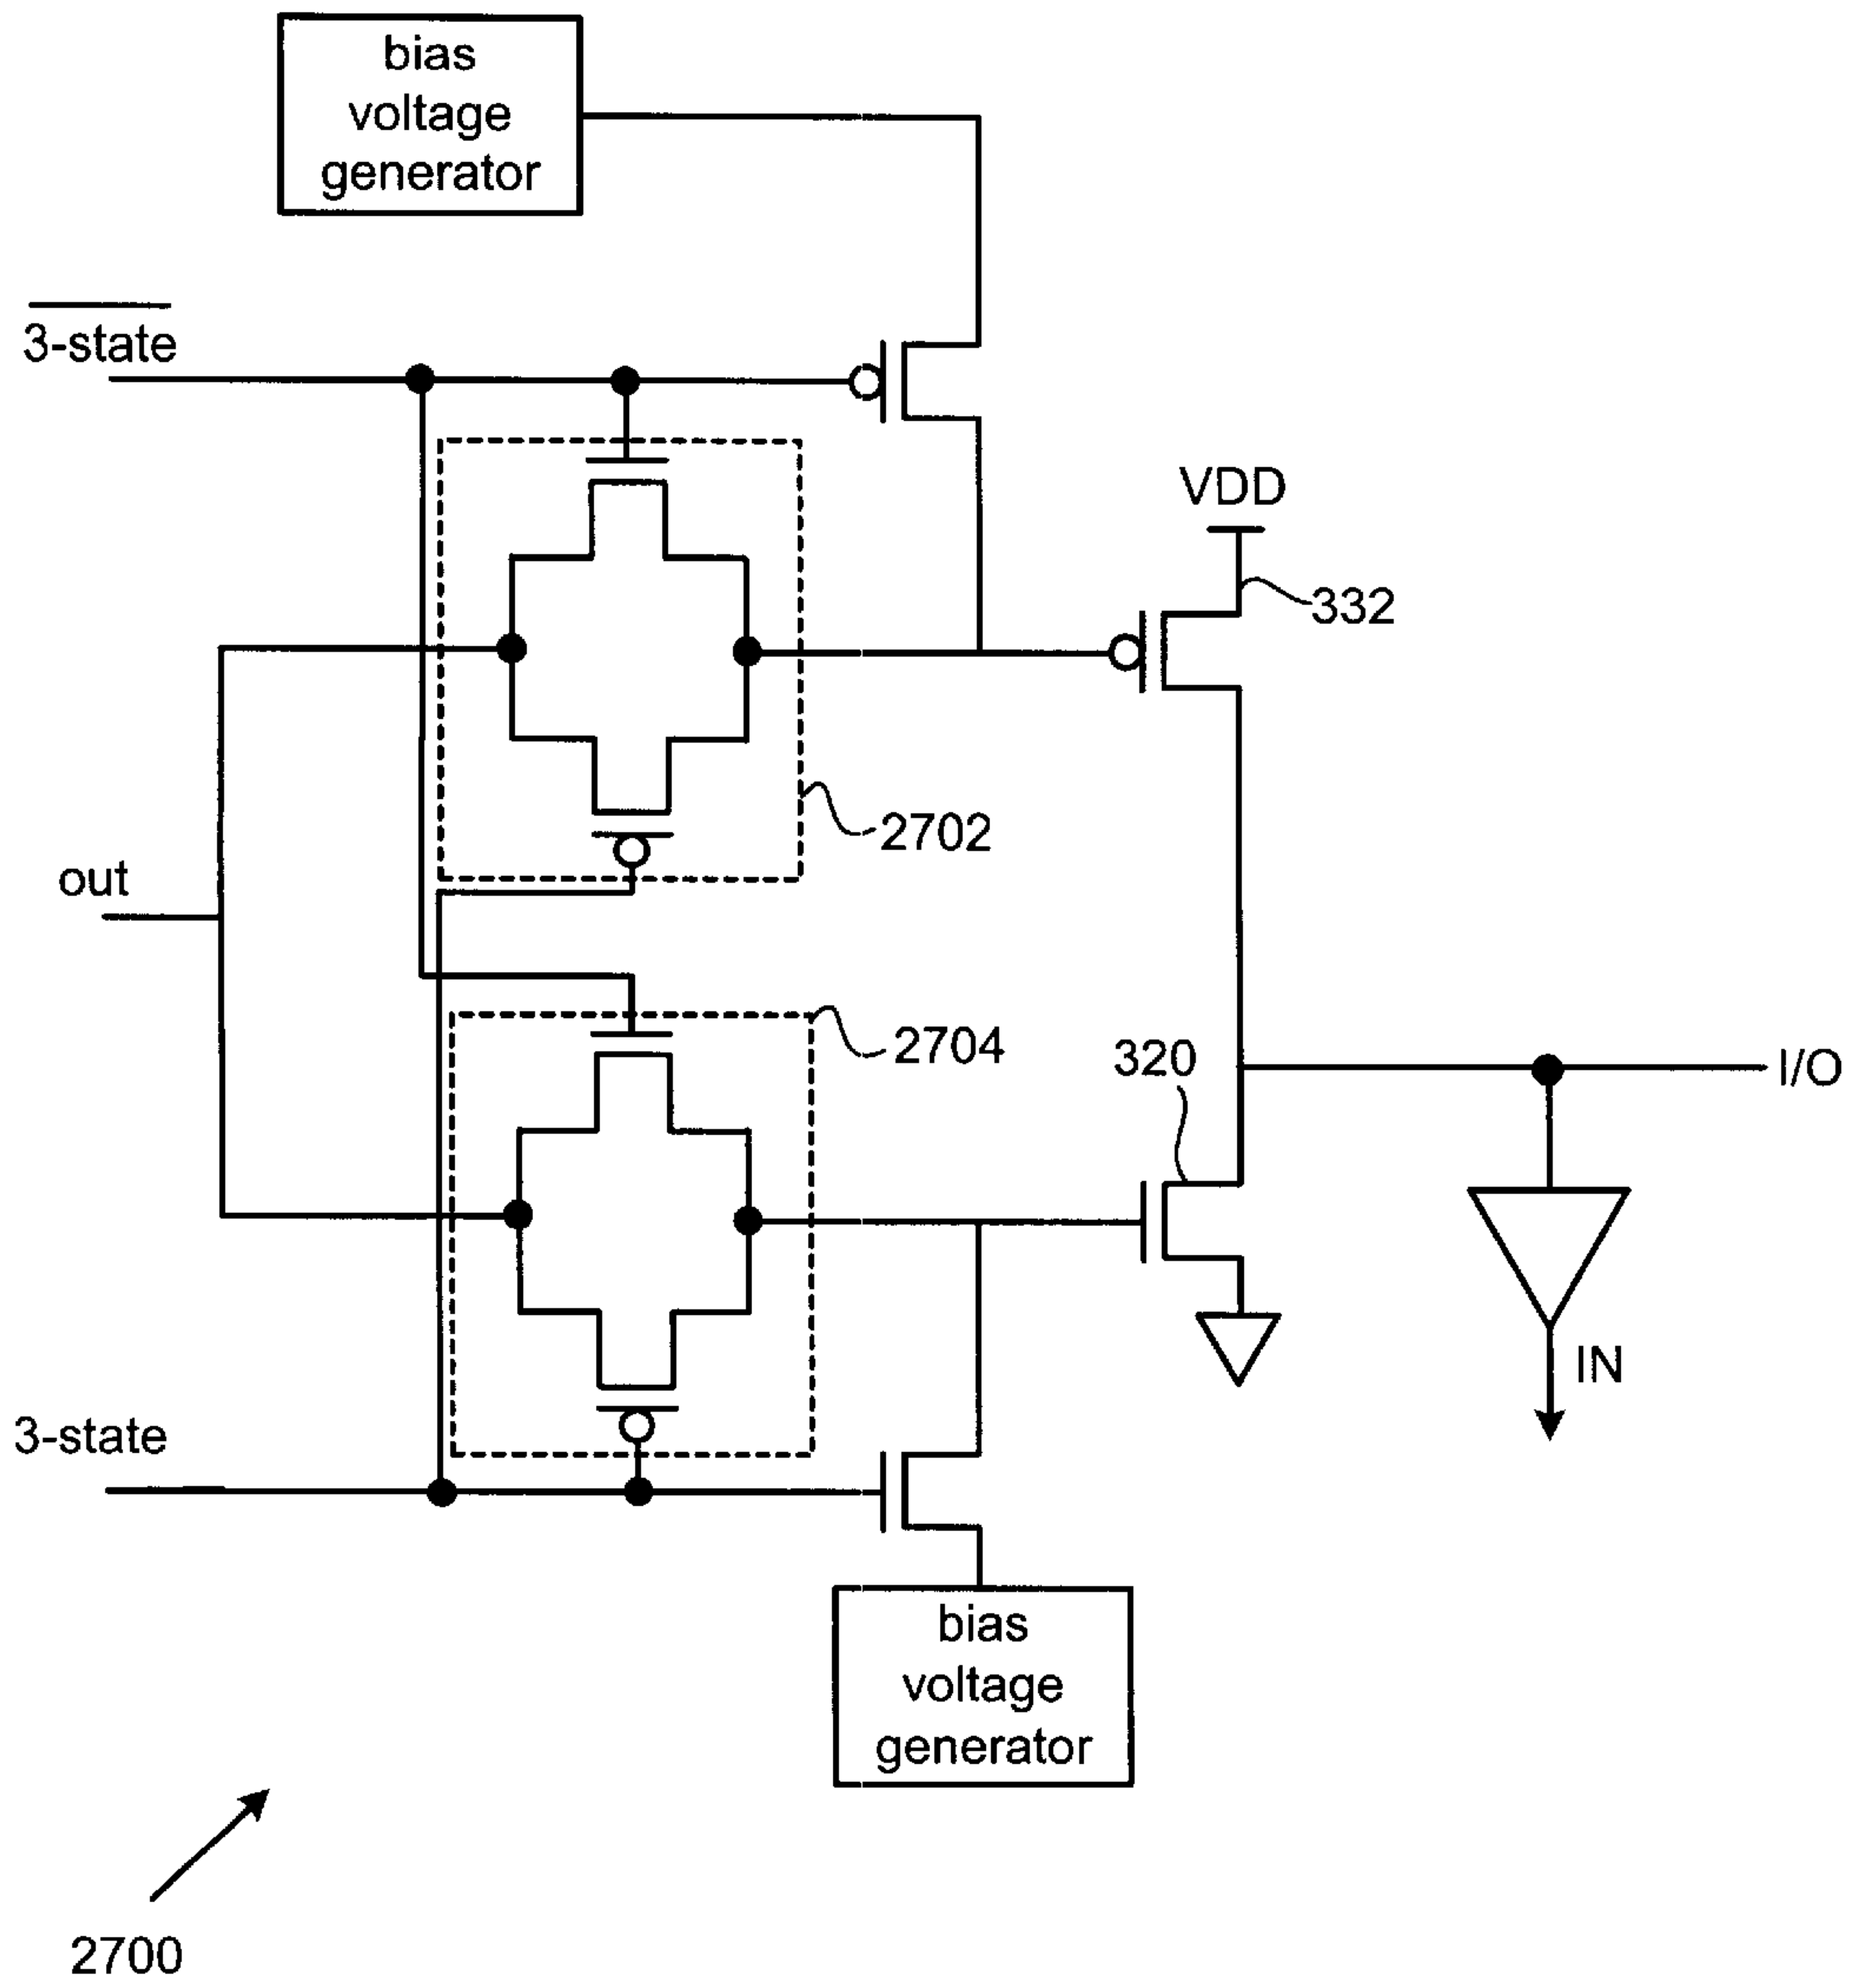 bias
voltage
generator
3-state
VDD
332
2702
out
2704
320
I/O
IN
3-state
bias
voltage
generator
2700